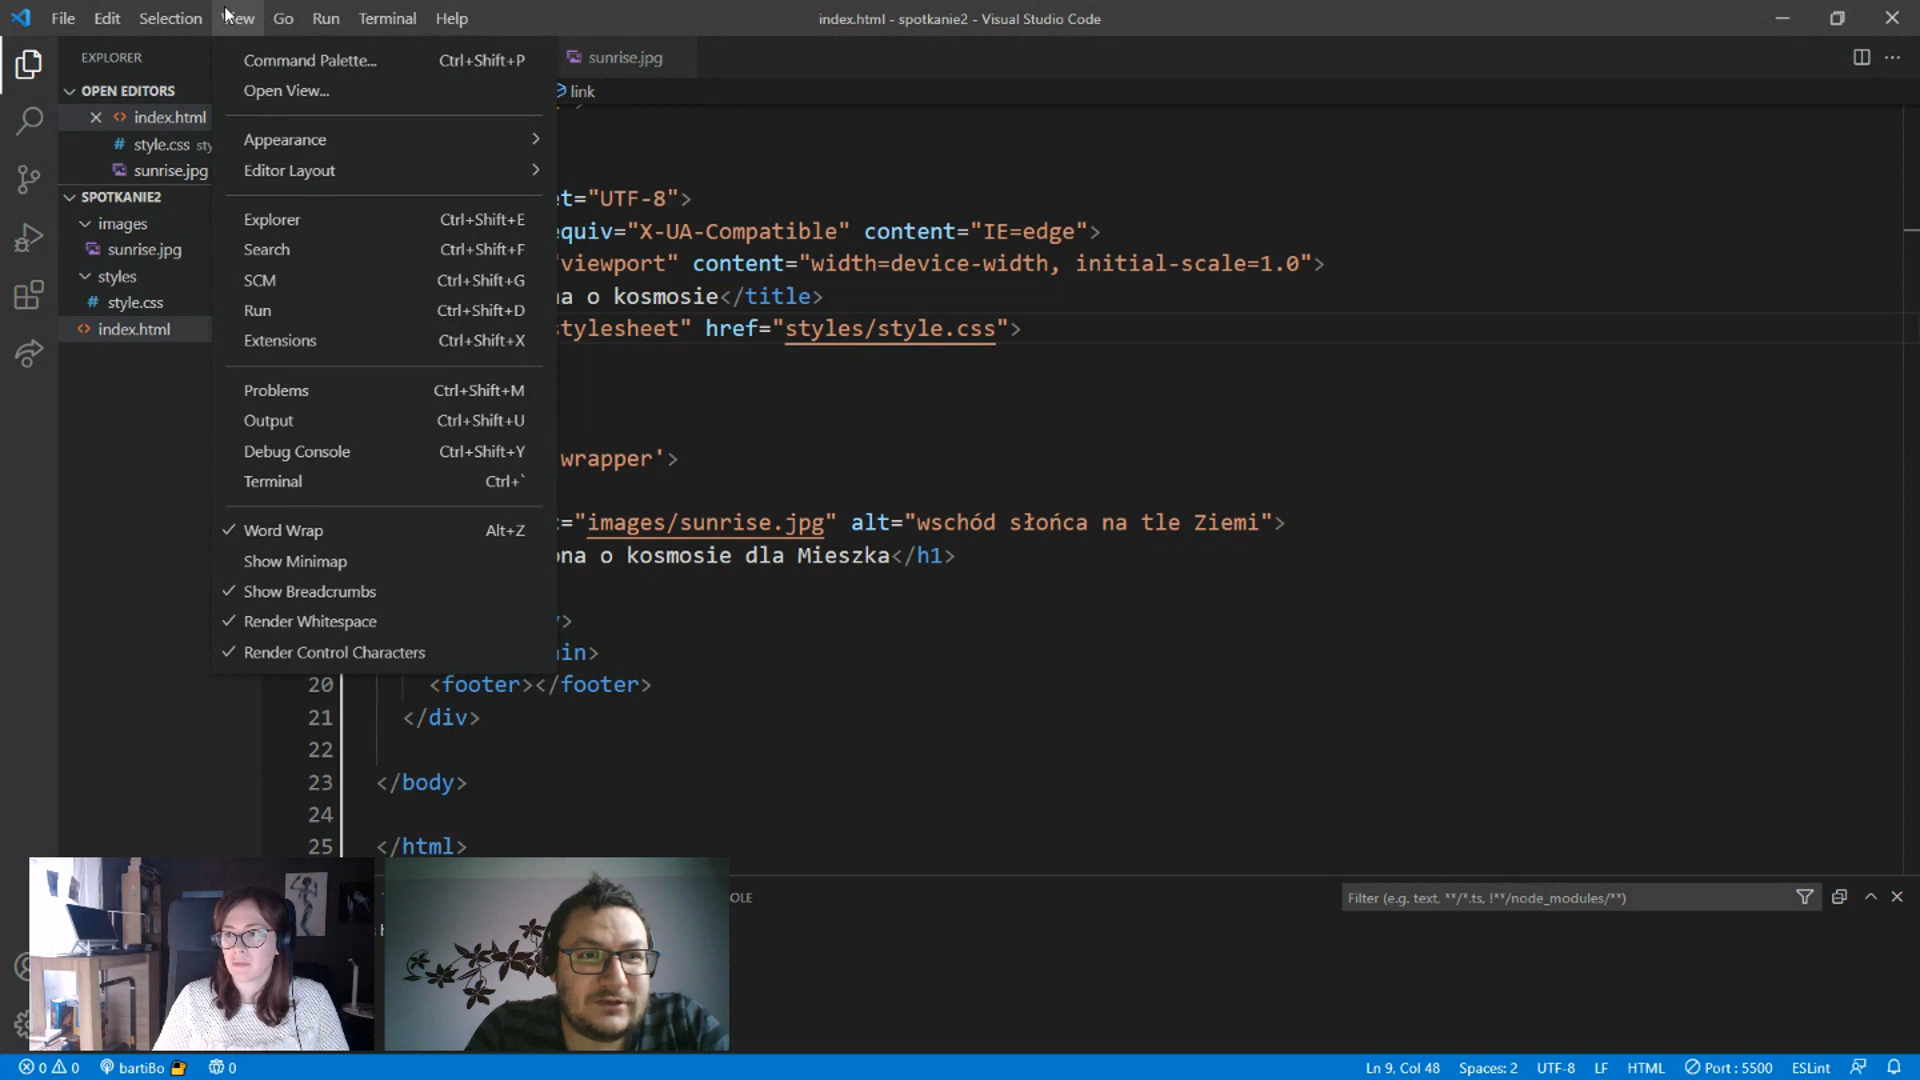 File Edit Selection View Go Run Terminal Help
index.html - spotkanie2 - Visual Studio Code
EXPLORER
OPEN EDITORS
index.html
style.css
sunrise.jpg
SPOTKANIE2
images
sunrise.jpg
styles
style.css
index.html
Command Palette... Ctrl+Shift+P
Open View...
Appearance
Editor Layout
Explorer Ctrl+Shift+E
Search Ctrl+Shift+F
SCM Ctrl+Shift+G
Run Ctrl+Shift+D
Extensions Ctrl+Shift+X
Problems Ctrl+Shift+M
Output Ctrl+Shift+U
Debug Console Ctrl+Shift+Y
Terminal Ctrl+`
Word Wrap Alt+Z
Show Minimap
Show Breadcrumbs
Render Whitespace
Render Control Characters
sunrise.jpg
link
et="UTF-8">
equiv="X-UA-Compatible" content="IE=edge">
viewport" content="width=device-width, initial-scale=1.0">
na o kosmosie</title>
stylesheet" href="styles/style.css">
wrapper'>
="images/sunrise.jpg" alt="wschód słońca na tle Ziemi">
ona o kosmosie dla Mieszka</h1>
>
in>
20 <footer></footer>
21 </div>
22
23 </body>
24
25 </html>
OLE
Filter (e.g. text, **/*.ts, !**/node_modules/**)
0 0 bartiBo 0
Ln 9, Col 48 Spaces: 2 UTF-8 LF HTML Port : 5500 ESLint